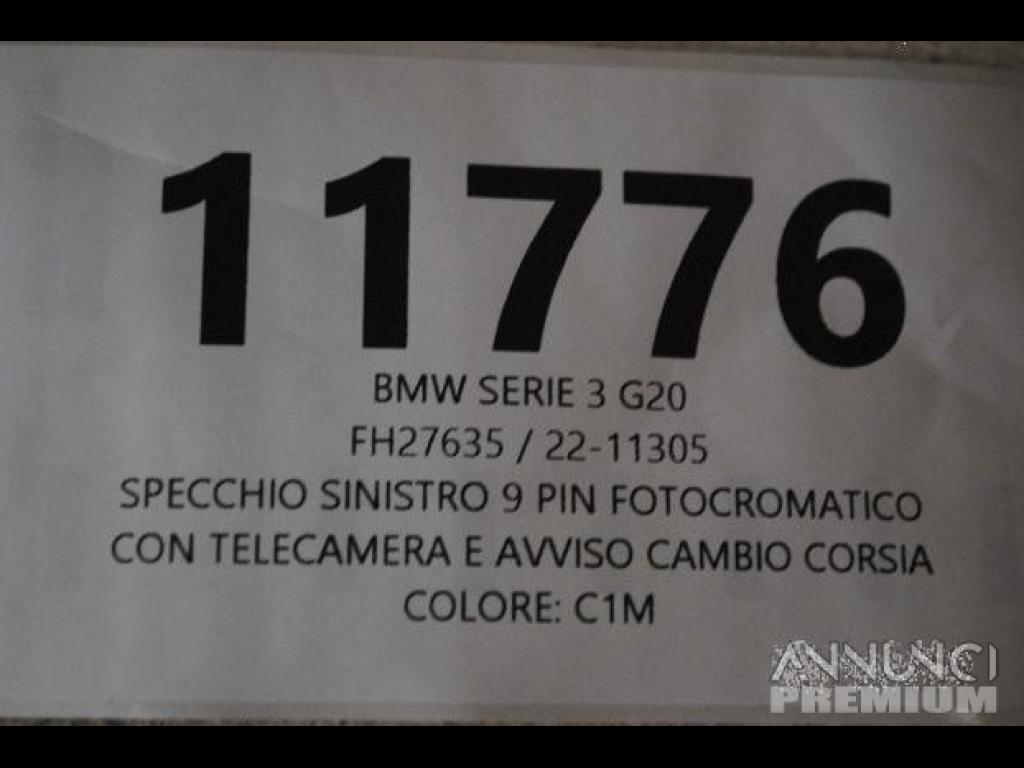 11776
BMW SERIE 3 G20
FH27635 / 22-11305
SPECCHIO SINISTRO 9 PIN FOTOCROMATICO
CON TELECAMERA E AVVISO CAMBIO CORSIA
COLORE: C1M
ANNUNCI
PREMIUM